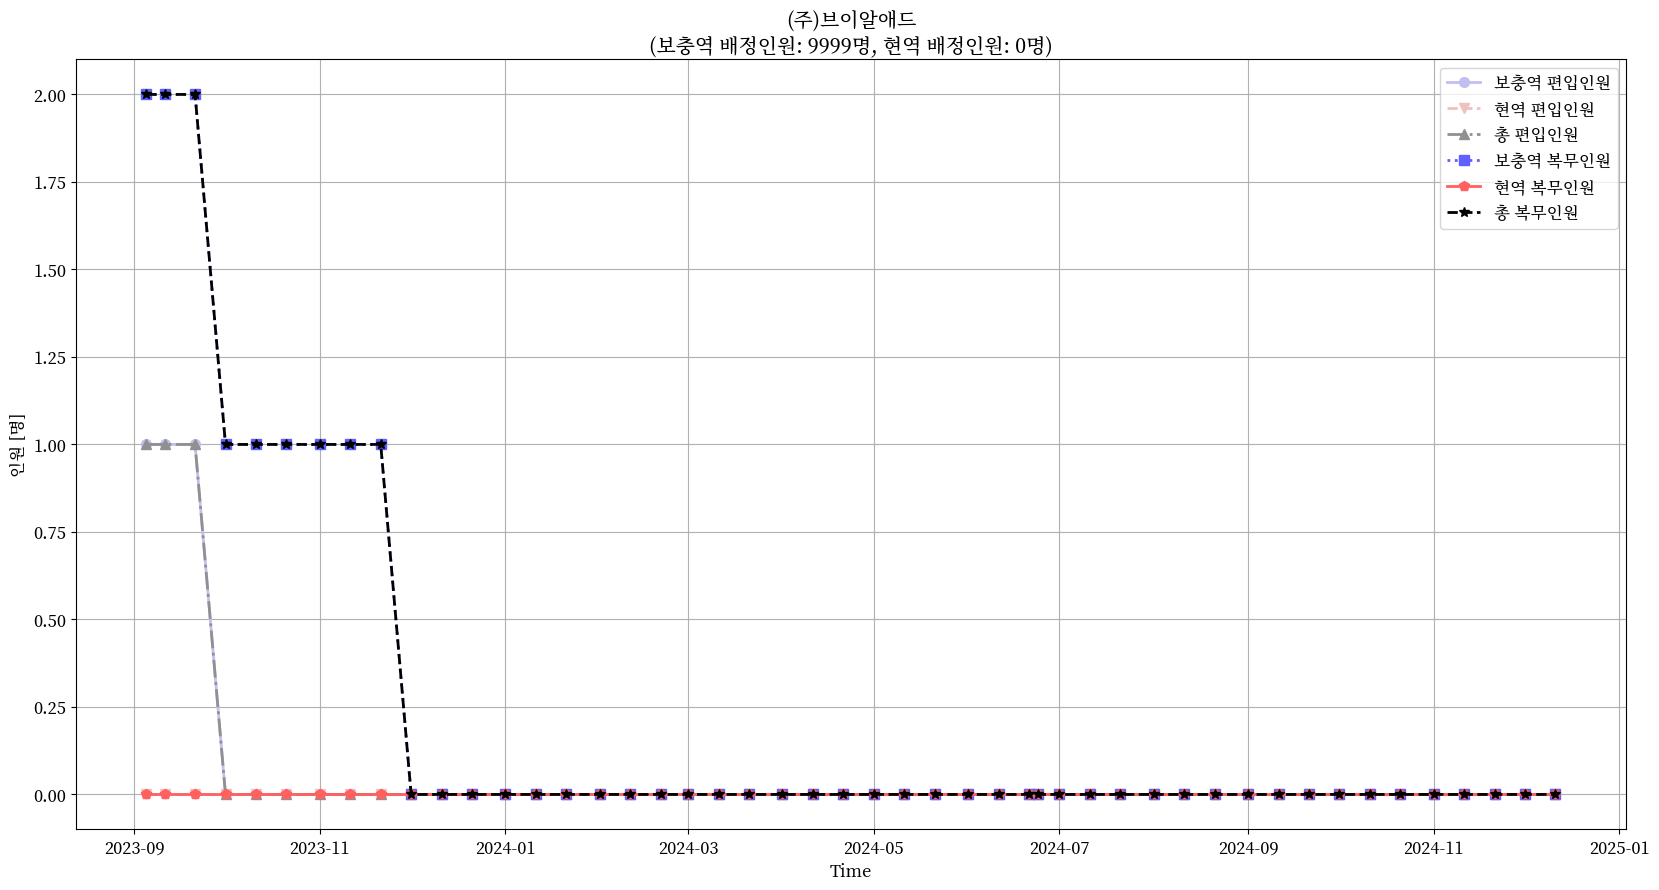 (주)브이알애드
(보충역 배정인원: 9999명, 현역 배정인원: 0명)
보충역 편입인원
현역 편입인원
총 편입인원
보충역 복무인원
현역 복무인원
총 복무인원
인원 [명]
2.00
1.75
1.50
1.25
1.00
0.75
0.50
0.25
0.00
2023-09 2023-11 2024-01 2024-03 2024-05 2024-07 2024-09 2024-11 2025-01
Time